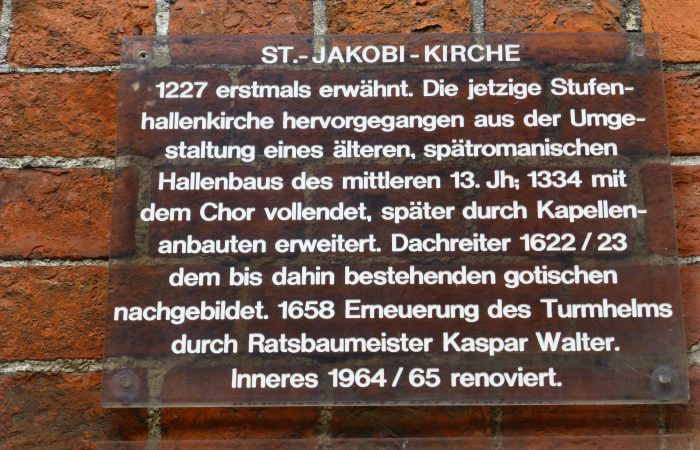 ST.-JAKOBI-KIRCHE
1227 erstmals erwähnt. Die jetzige Stufen-
hallenkirche hervorgegangen aus der Umge-
staltung eines älteren, spätromanischen
Hallenbaus des mittleren 13. Jh; 1334 mit
dem Chor vollendet, später durch Kapellen-
anbauten erweitert. Dachreiter 1622/23
dem bis dahin bestehenden gotischen
nachgebildet. 1658 Erneuerung des Turmhelms
durch Ratsbaumeister Kaspar Walter.
Inneres 1964/65 renoviert.